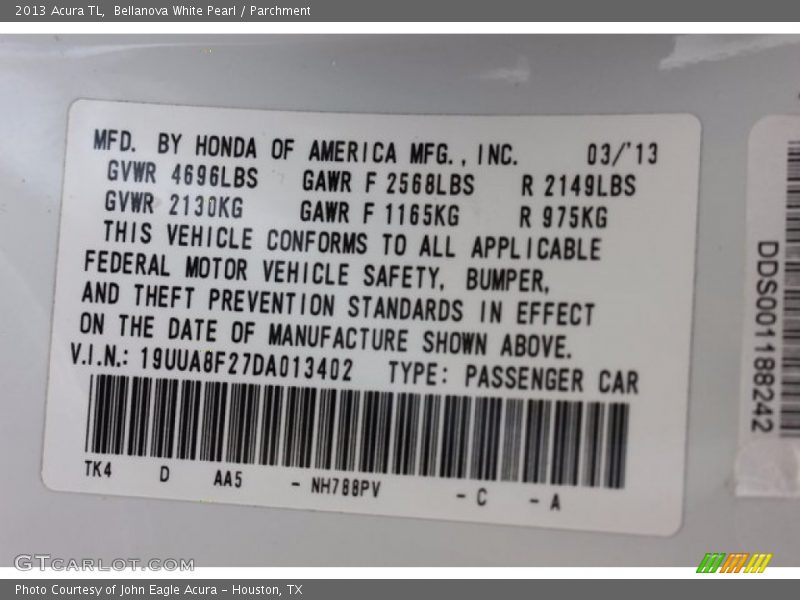 2013 Acura TL, Bellanova White Pearl / Parchment
MFD. BY HONDA OF AMERICA MFG., INC. 03/'13
GVWR 4696LBS GAWR F 2568LBS R 2149LBS
GVWR 2130KG GAWR F 1165KG R 975KG
THIS VEHICLE CONFORMS TO ALL APPLICABLE
FEDERAL MOTOR VEHICLE SAFETY, BUMPER,
AND THEFT PREVENTION STANDARDS IN EFFECT
ON THE DATE OF MANUFACTURE SHOWN ABOVE.
V.I.N.: 19UUA8F27DA013402 TYPE: PASSENGER CAR
TK4 D AA5 - NH788PV - C - A
DDS001188242
GTCARLOT.COM
Photo Courtesy of John Eagle Acura - Houston, TX